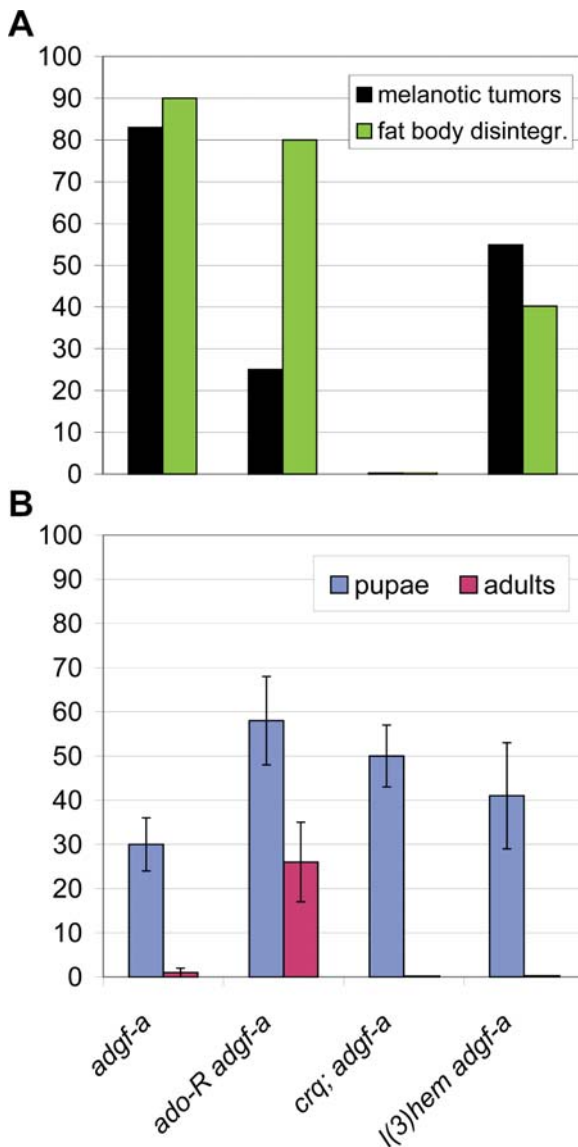 A
100
90
80
70
60
50
40
30
20
10
0
melanotic tumors
fat body disintegr.
B
100
90
80
70
60
50
40
30
20
10
0
pupae adults
adgf-a
ado-R adgf-a
crq; adgf-a
l(3)hem adgf-a